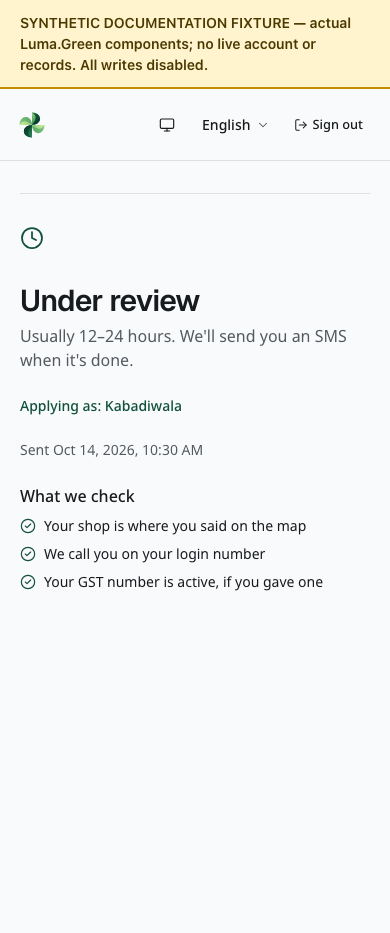 SYNTHETIC DOCUMENTATION FIXTURE — actual
Luma.Green components; no live account or
records. All writes disabled.
English
Sign out
Under review
Usually 12–24 hours. We'll send you an SMS
when it's done.
Applying as: Kabadiwala
Sent Oct 14, 2026, 10:30 AM
What we check
Your shop is where you said on the map
We call you on your login number
Your GST number is active, if you gave one